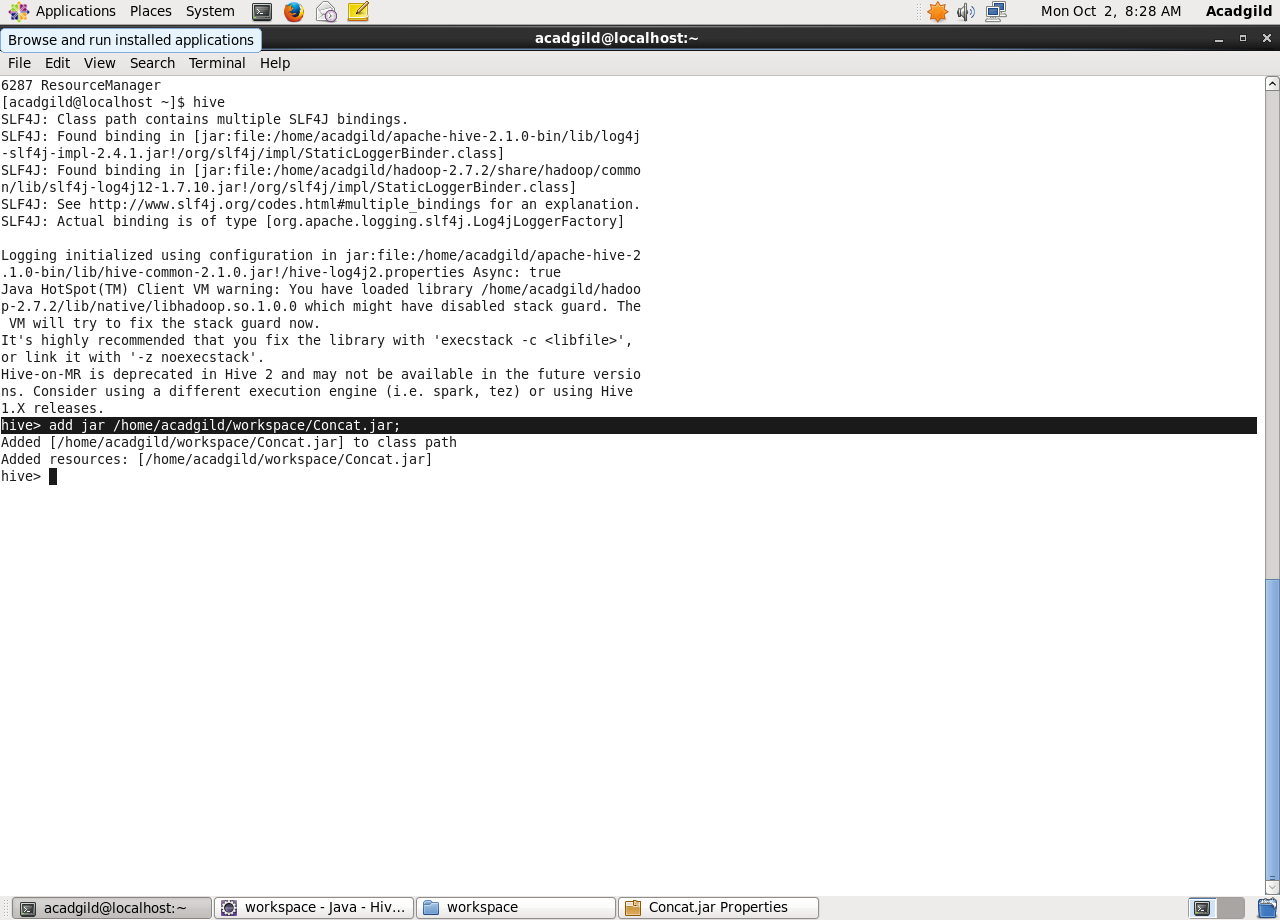 Applications Places System Mon Oct 2, 8:28 AM Acadgild
Browse and run installed applications
acadgild@localhost:~
File Edit View Search Terminal Help
6287 ResourceManager
[acadgild@localhost ~]$ hive
SLF4J: Class path contains multiple SLF4J bindings.
SLF4J: Found binding in [jar:file:/home/acadgild/apache-hive-2.1.0-bin/lib/log4j
-slf4j-impl-2.4.1.jar!/org/slf4j/impl/StaticLoggerBinder.class]
SLF4J: Found binding in [jar:file:/home/acadgild/hadoop-2.7.2/share/hadoop/commo
n/lib/slf4j-log4j12-1.7.10.jar!/org/slf4j/impl/StaticLoggerBinder.class]
SLF4J: See http://www.slf4j.org/codes.html#multiple_bindings for an explanation.
SLF4J: Actual binding is of type [org.apache.logging.slf4j.Log4jLoggerFactory]
Logging initialized using configuration in jar:file:/home/acadgild/apache-hive-2
.1.0-bin/lib/hive-common-2.1.0.jar!/hive-log4j2.properties Async: true
Java HotSpot(TM) Client VM warning: You have loaded library /home/acadgild/hadoo
p-2.7.2/lib/native/libhadoop.so.1.0.0 which might have disabled stack guard. The
 VM will try to fix the stack guard now.
It's highly recommended that you fix the library with 'execstack -c <libfile>',
or link it with '-z noexecstack'.
Hive-on-MR is deprecated in Hive 2 and may not be available in the future versio
ns. Consider using a different execution engine (i.e. spark, tez) or using Hive
1.X releases.
hive> add jar /home/acadgild/workspace/Concat.jar;
Added [/home/acadgild/workspace/Concat.jar] to class path
Added resources: [/home/acadgild/workspace/Concat.jar]
hive>
acadgild@localhost:~ workspace - Java - Hiv... workspace Concat.jar Properties